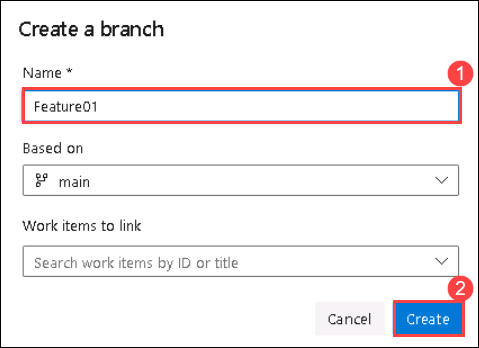 Create a branch
Name *
1
Feature01
Based on
main
Work items to link
Search work items by ID or title
2
Cancel
Create